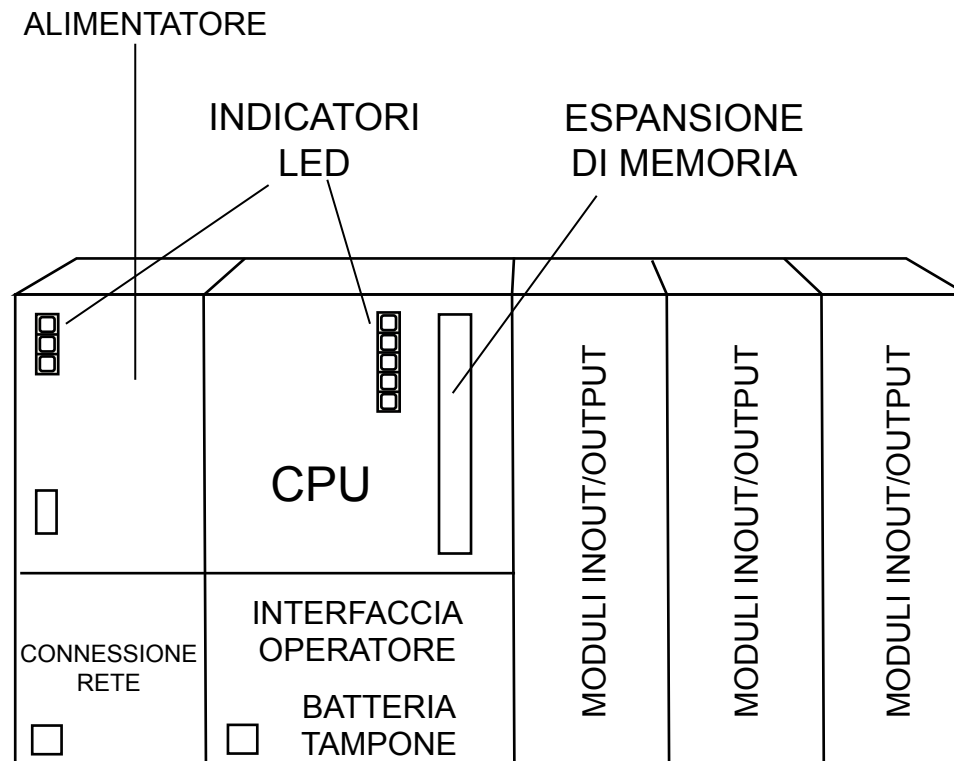 ALIMENTATORE
INDICATORI
LED
ESPANSIONE
DI MEMORIA
CPU
MODULI INOUT/OUTPUT
MODULI INOUT/OUTPUT
MODULI INOUT/OUTPUT
CONNESSIONE
RETE
INTERFACCIA
OPERATORE
BATTERIA
TAMPONE